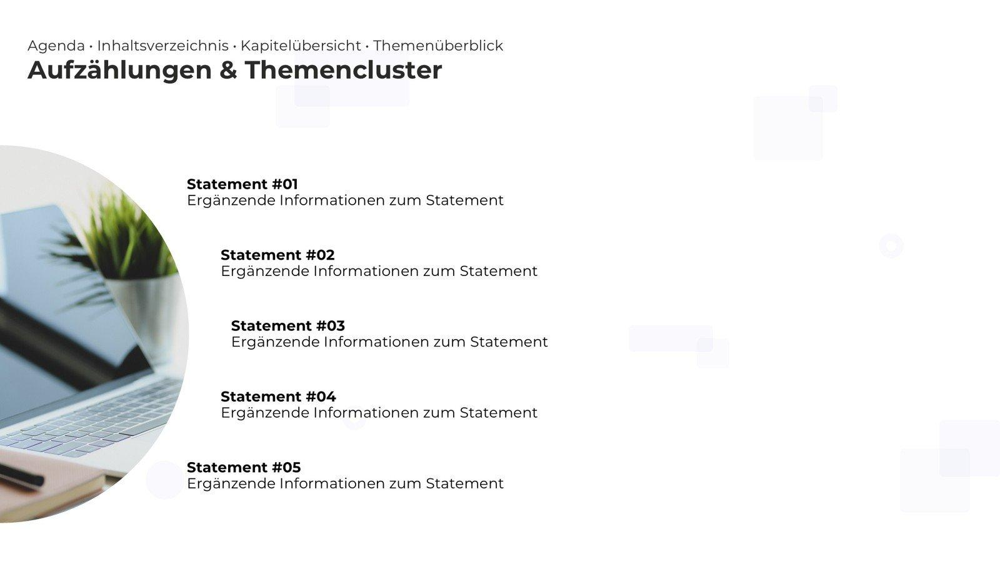 Agenda • Inhaltsverzeichnis • Kapitelübersicht • Themenüberblick
Aufzählungen & Themencluster
Statement #01
Ergänzende Informationen zum Statement
Statement #02
Ergänzende Informationen zum Statement
Statement #03
Ergänzende Informationen zum Statement
Statement #04
Ergänzende Informationen zum Statement
Statement #05
Ergänzende Informationen zum Statement